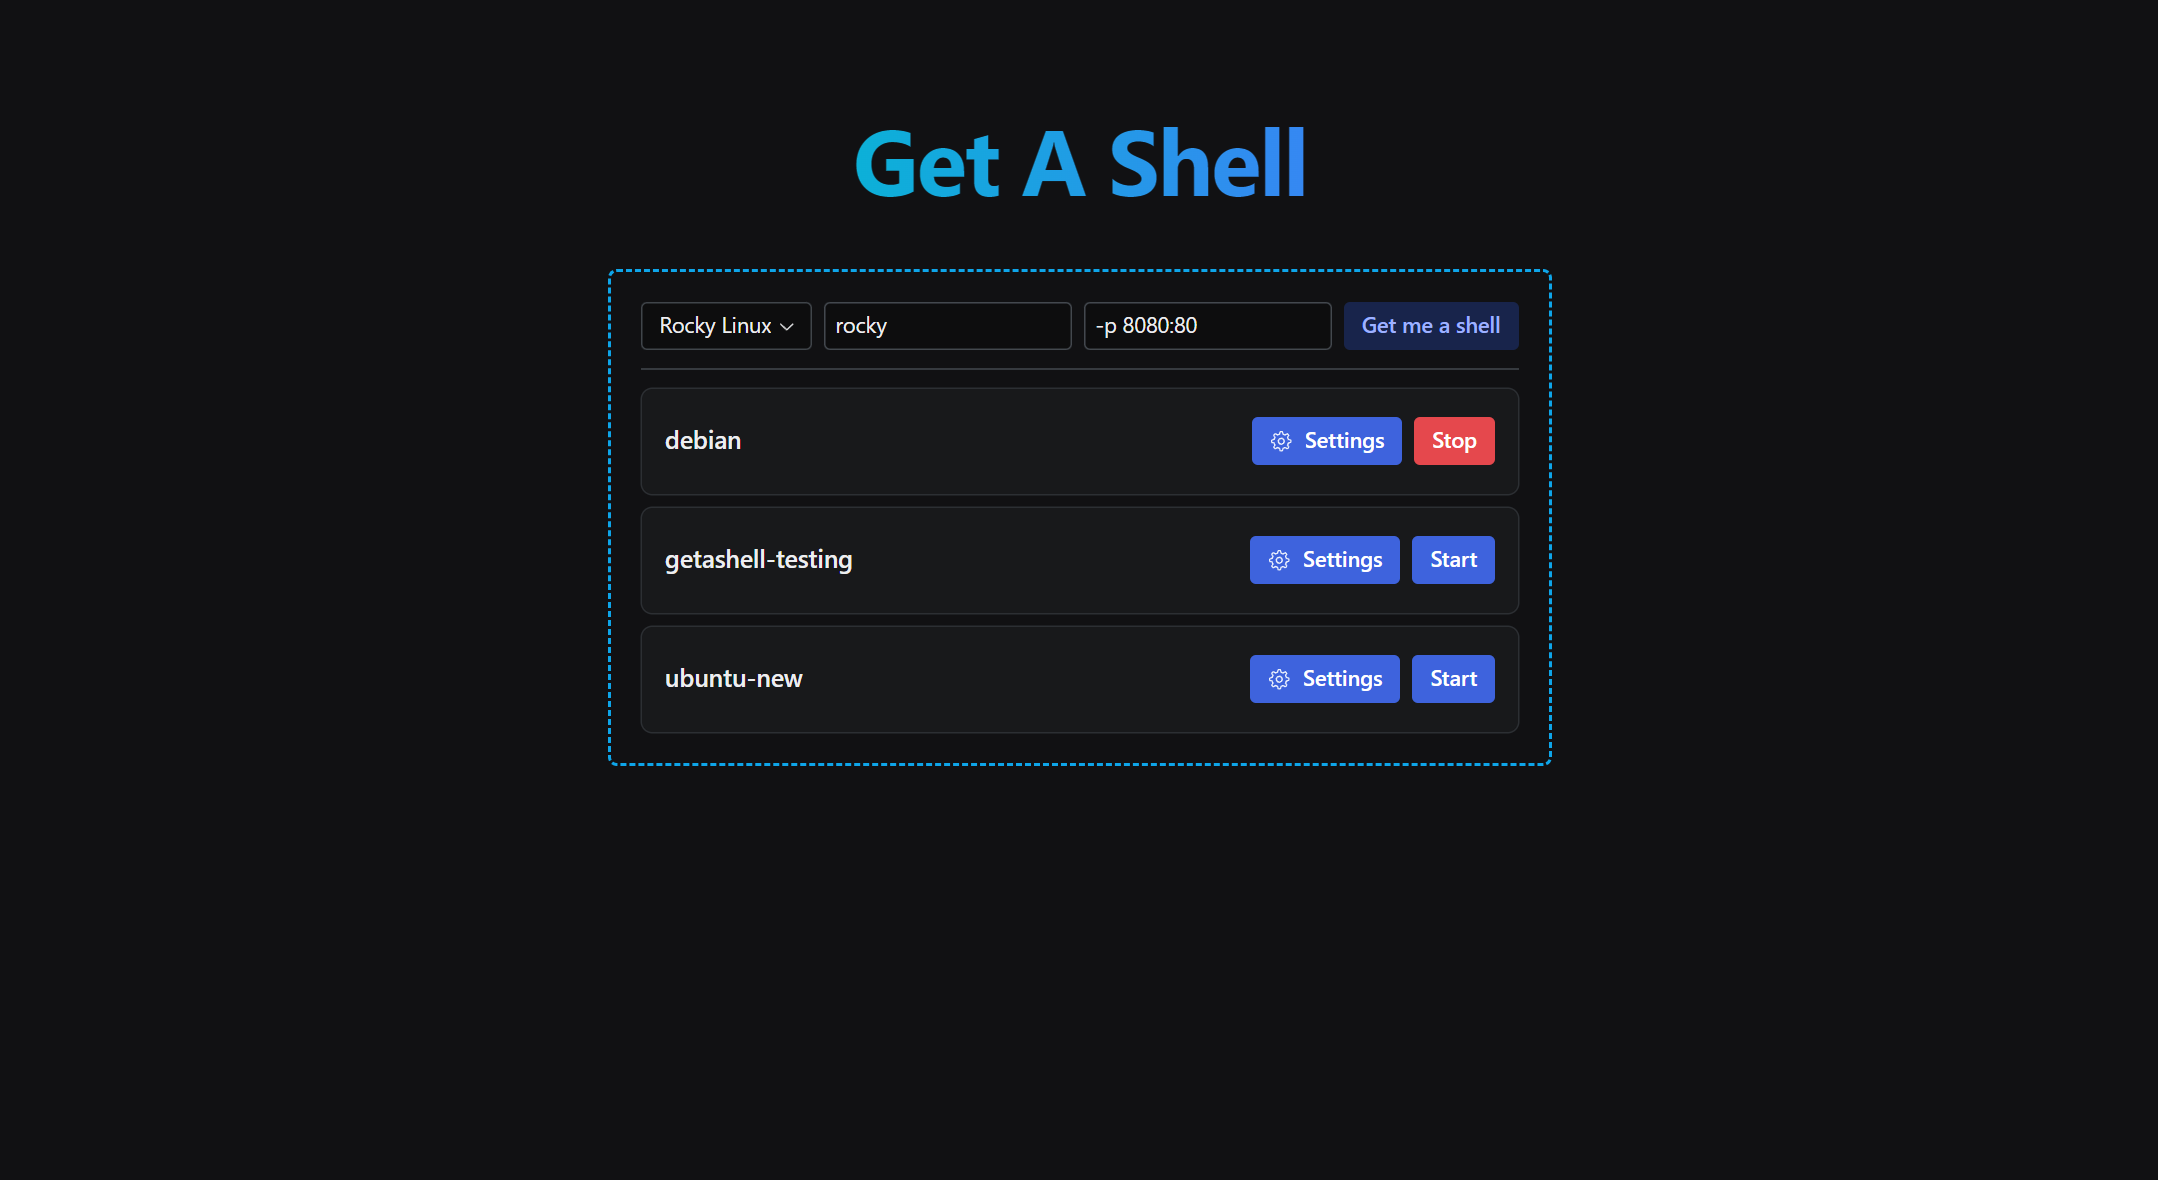 Get A Shell
Rocky Linux rocky -p 8080:80 Get me a shell
debian Settings Stop
getashell-testing Settings Start
ubuntu-new Settings Start